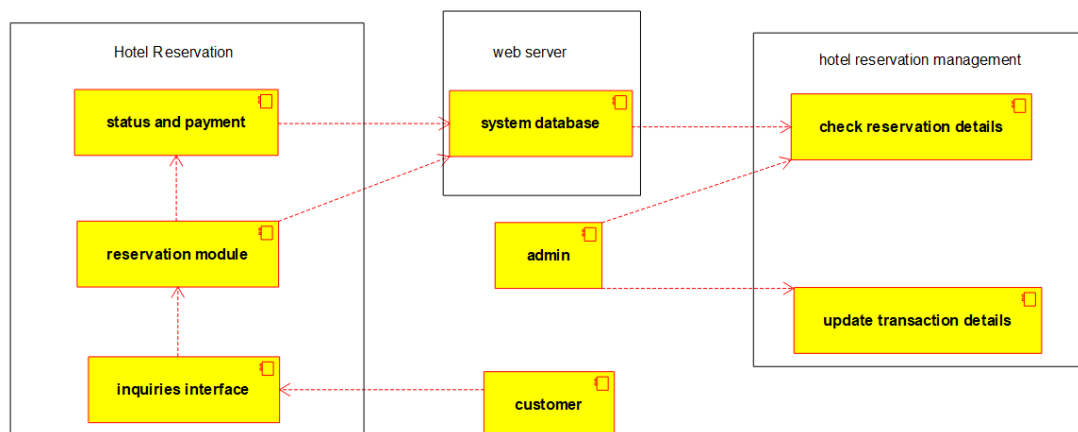 Hotel Reservation
status and payment
reservation module
inquiries interface
web server
system database
admin
customer
hotel reservation management
check reservation details
update transaction details